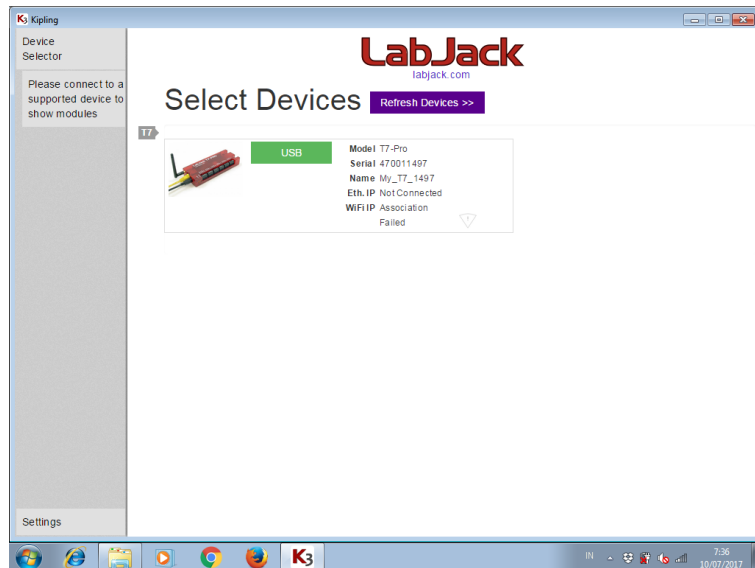 K3 Kipling
Device
Selector
Please connect to a
supported device to
show modules
LabJack
labjack.com
Select Devices
Refresh Devices >>
T7
USB
Model T7-Pro
Serial 470011497
Name My_T7_1497
Eth. IP Not Connected
WiFi IP Association
Failed
Settings
K3
IN
7:36
10/07/2017